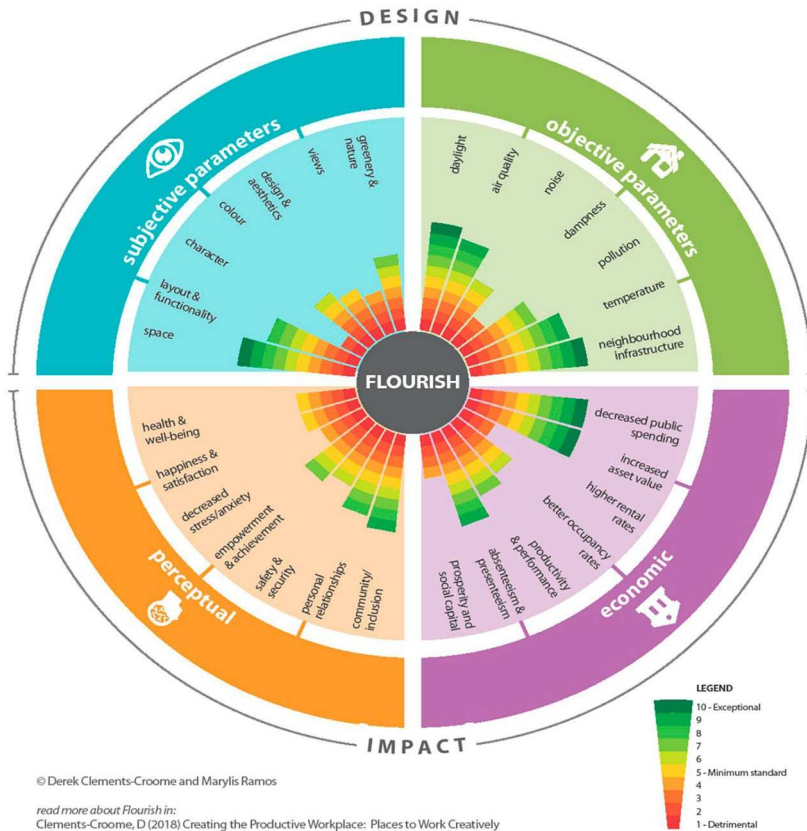 DESIGN
subjective parameters
objective parameters
space
layout &
functionality
character
colour
design &
aesthetics
views
greenery &
nature
daylight
air quality
noise
dampness
pollution
temperature
neighbourhood
infrastructure
FLOURISH
health &
well-being
happiness &
satisfaction
decreased
stress/anxiety
empowerment
& achievement
safety &
security
personal
relationships
community/
inclusion
prosperity and
social capital
absenteeism &
presenteeism
productivity
& performance
better occupancy
rates
higher rental
rates
increased
asset value
decreased public
spending
perceptual
economic
IMPACT
LEGEND
10 - Exceptional
9
8
7
6
5 - Minimum standard
4
3
2
1 - Detrimental
© Derek Clements-Croome and Marylis Ramos
read more about Flourish in:
Clements-Croome, D (2018) Creating the Productive Workplace: Places to Work Creatively